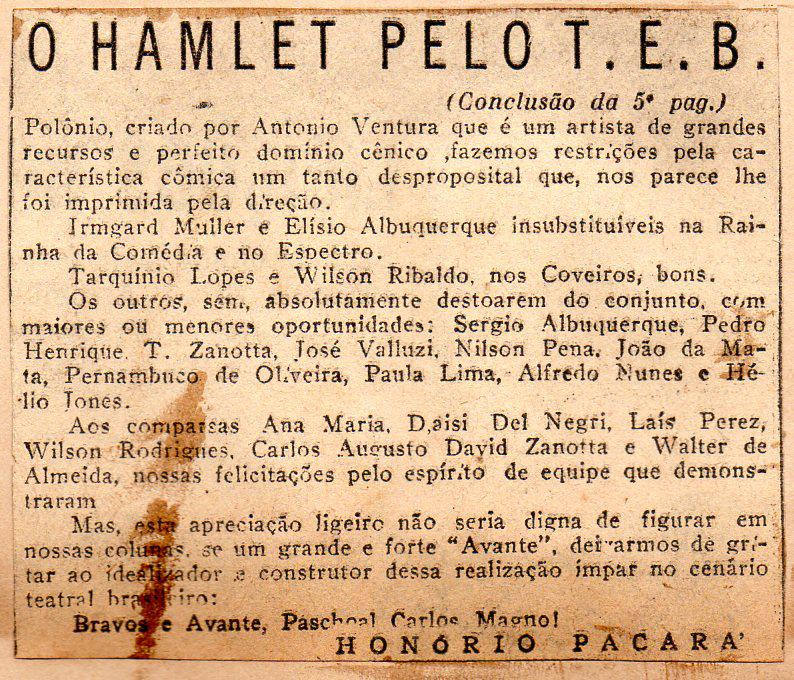 O HAMLET PELO T. E. B.
(Conclusão da 5ª pag.)
Polônio, criado por Antonio Ventura que é um artista de grandes
recursos e perfeito domínio cênico ,fazemos restrições pela ca-
racterística cômica um tanto desproposital que, nos parece lhe
foi imprimida pela direção.
Irmgard Muller e Elísio Albuquerque insubstituíveis na Rai-
nha da Comédia e no Espectro.
Tarquínio Lopes e Wilson Ribaldo, nos Coveiros, bons.
Os outros, sem, absolutamente destoarem do conjunto, com
maiores ou menores oportunidades: Sergio Albuquerque, Pedro
Henrique, T. Zanotta, José Valluzi, Nilson Pena, João da Ma-
ta, Pernambuco de Oliveira, Paula Lima, Alfredo Nunes e Hé-
lio Jones.
Aos comparsas Ana Maria, D,aisi Del Negri, Laís Perez,
Wilson Rodrigues, Carlos Augusto David Zanotta e Walter de
Almeida, nossas felicitações pelo espírito de equipe que demons-
traram
Mas, esta apreciação ligeiro não seria digna de figurar em
nossas colunas, se um grande e forte "Avante", deixarmos de gri-
tar ao idealizador e construtor dessa realização ímpar no cenário
teatral brasileiro:
Bravos e Avante, Paschoal Carlos Magno!
HONÓRIO PACARÁ